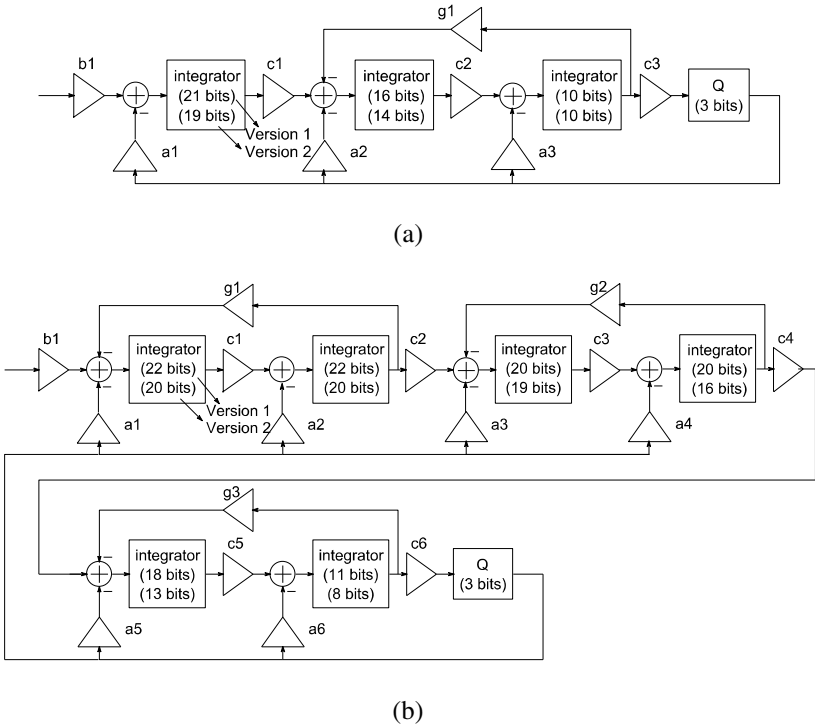 g1
b1
c1
c2
c3
integrator
(21 bits)
(19 bits)
integrator
(16 bits)
(14 bits)
integrator
(10 bits)
(10 bits)
Q
(3 bits)
Version 1
Version 2
a1
a2
a3
(a)
g1
g2
b1
c1
c2
c3
c4
integrator
(22 bits)
(20 bits)
integrator
(22 bits)
(20 bits)
integrator
(20 bits)
(19 bits)
integrator
(20 bits)
(16 bits)
Version 1
Version 2
a1
a2
a3
a4
g3
c5
c6
integrator
(18 bits)
(13 bits)
integrator
(11 bits)
(8 bits)
Q
(3 bits)
a5
a6
(b)